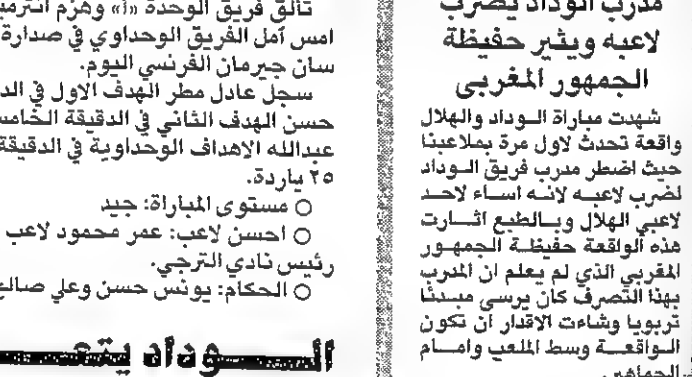 مدرب الوداد يضرب
لاعبه ويثير حفيظة
الجمهور المغربي
شهدت مباراة الوداد والهلال
واقعة تحدث لاول مرة بملاعبنا
حيث اضطر مدرب فريق الوداد
لضرب لاعبه لانه اساء لاحد
لاعبي الهلال وبالطبع اثارت
هذه الواقعة حفيظة الجمهور
المغربي الذي لم يعلم ان المدرب
بهذا التصرف كان يرسي مبدئا
تربويا وشاءت الاقدار ان تكون
الواقعة وسط الملعب وامام
الجماهير.
تألق فريق الوحدة «أ» وهزم
امس آمل الفريق الوحداوي في صدارة
سان جيرمان الفرنسي اليوم.
سجل عادل مطر الهدف الاول في
حسن الهدف الثاني في الدقيقة
عبدالله الاهداف الوحداوية في الدقيقة
٢٥ ياردة.
○ مستوى المباراة: جيد
○ احسن لاعب: عمر محمود لاعب
رئيس نادي الترجي.
○ الحكام: يونس حسن وعلي صالح
الوداد